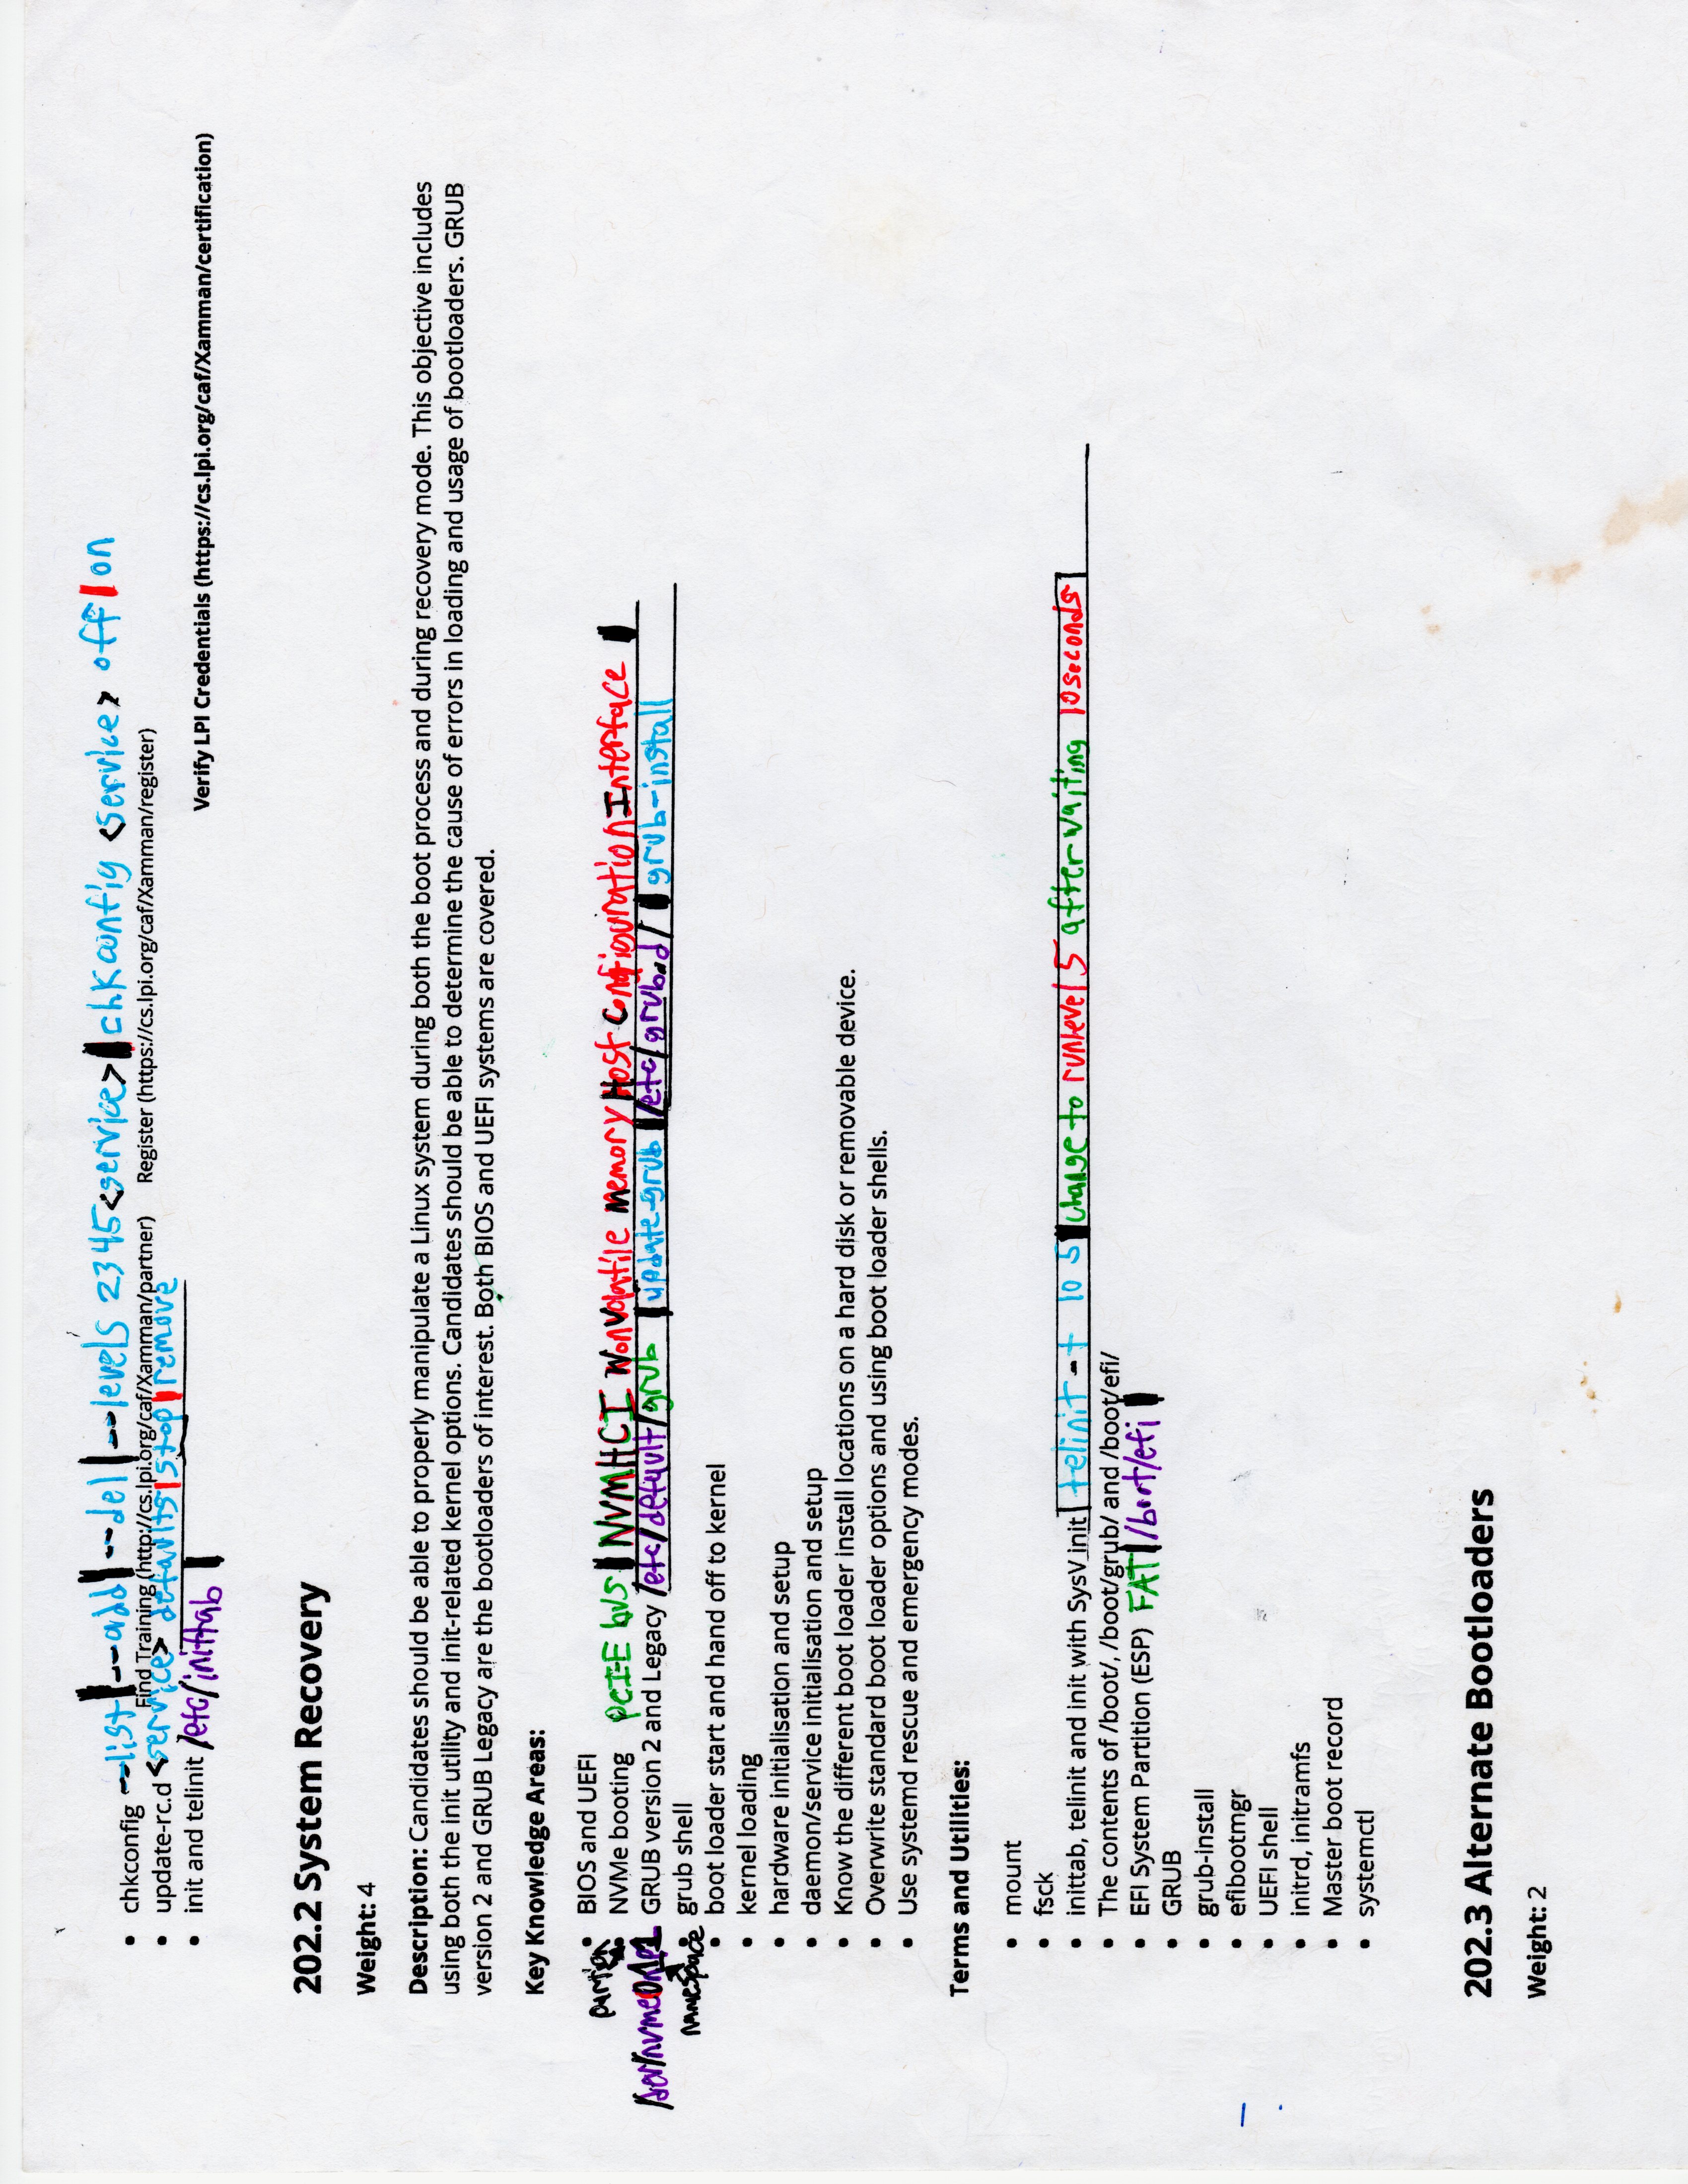 • chkconfig --list | --add | --del | --levels 2345 <service> | chkconfig <service> off | on
Find Training (http://cs.lpi.org/caf/Xamman/partner) Register (https://cs.lpi.org/caf/Xamman/register)
• update-rc.d <service> defaults | stop | remove
• init and telinit /etc/inittab |
Verify LPI Credentials (https://cs.lpi.org/caf/Xamman/certification)
202.2 System Recovery
Weight: 4
Description: Candidates should be able to properly manipulate a Linux system during both the boot process and during recovery mode. This objective includes
using both the init utility and init-related kernel options. Candidates should be able to determine the cause of errors in loading and usage of bootloaders. GRUB
version 2 and GRUB Legacy are the bootloaders of interest. Both BIOS and UEFI systems are covered.
Key Knowledge Areas:
• BIOS and UEFI
• NVMe booting PCI-E bus | NVMHCI Nonvolatile memory Host Configuration Interface |
/dev/nvme0n1p1
namespace
• GRUB version 2 and Legacy /etc/default/grub | update-grub | /etc/grub.d/ | grub-install
• grub shell
• boot loader start and hand off to kernel
• kernel loading
• hardware initialisation and setup
• daemon/service initialisation and setup
• Know the different boot loader install locations on a hard disk or removable device.
• Overwrite standard boot loader options and using boot loader shells.
• Use systemd rescue and emergency modes.
Terms and Utilities:
• mount
• fsck
• inittab, telinit and init with SysV init | telinit -t 10 5 | change to runlevel 5 after waiting 10seconds
• The contents of /boot/, /boot/grub/ and /boot/efi/
• EFI System Partition (ESP) FAT | /boot/efi |
• GRUB
• grub-install
• efibootmgr
• UEFI shell
• initrd, initramfs
• Master boot record
• systemctl
202.3 Alternate Bootloaders
Weight: 2